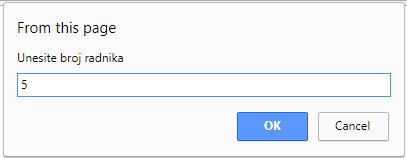 From this page
Unesite broj radnika
5
OK Cancel